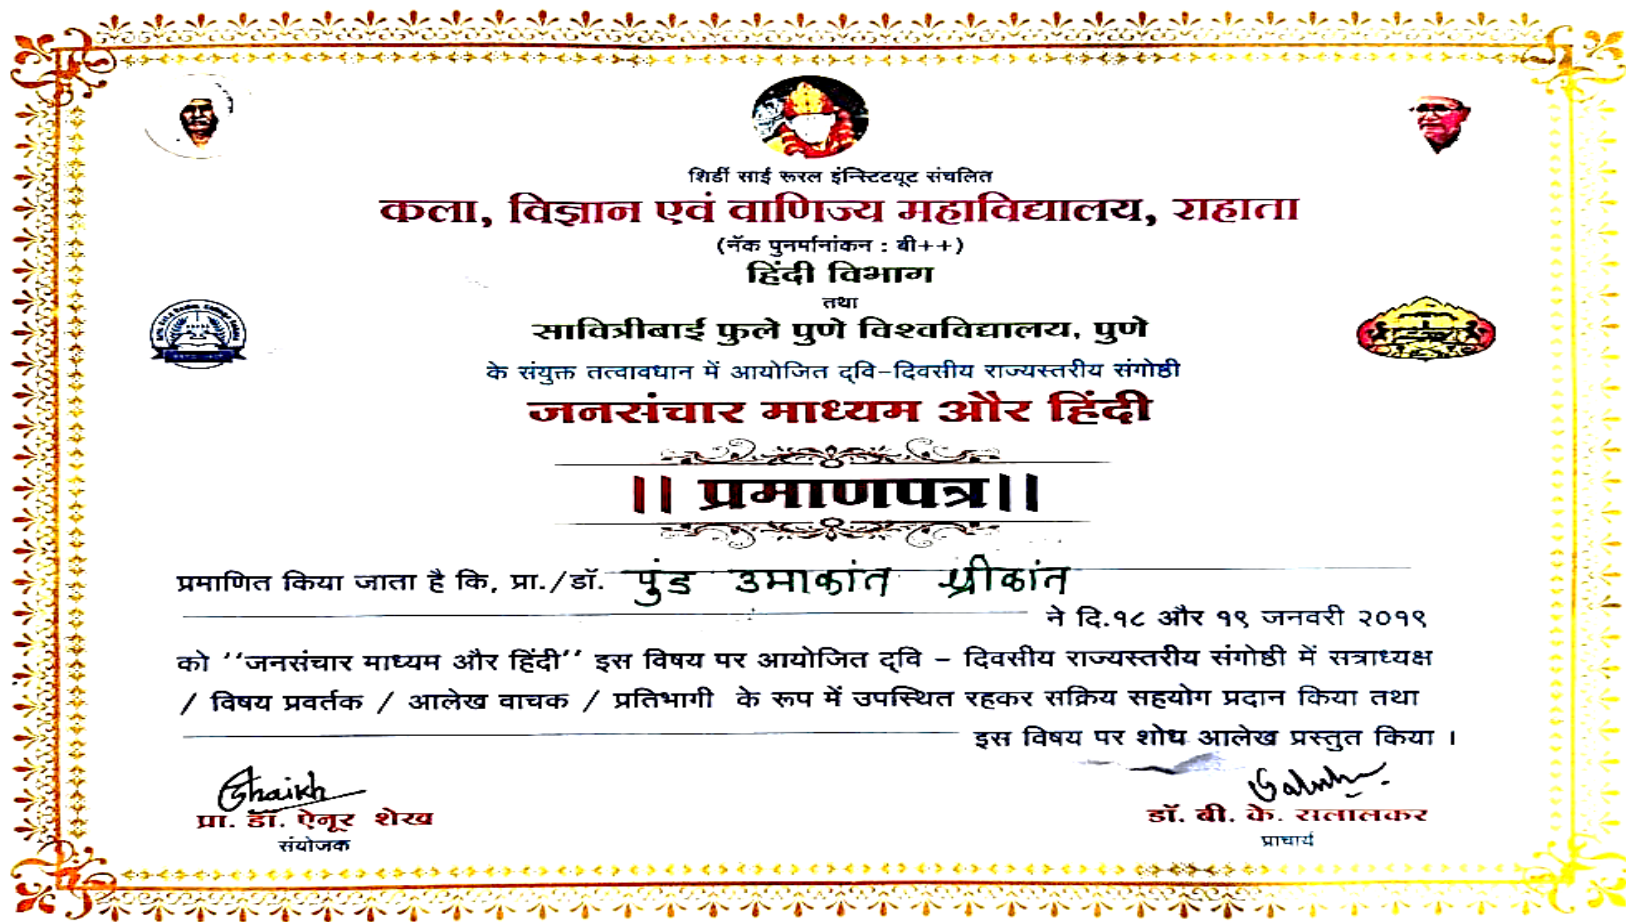 शिर्डी साई रूरल इंन्स्टिटयूट संचलित
कला, विज्ञान एवं वाणिज्य महाविद्यालय, राहाता
(नॅक पुनर्मानांकन : बी++)
हिंदी विभाग
तथा
सावित्रीबाई फुले पुणे विश्वविद्यालय, पुणे
के संयुक्त तत्वावधान में आयोजित द्वि-दिवसीय राज्यस्तरीय संगोष्ठी
जनसंचार माध्यम और हिंदी
|| प्रमाणपत्र ||
प्रमाणित किया जाता है कि, प्रा./डॉ. पुंड उमाकांत श्रीकांत
ने दि.१८ और १९ जनवरी २०१९
को ''जनसंचार माध्यम और हिंदी'' इस विषय पर आयोजित द्वि - दिवसीय राज्यस्तरीय संगोष्ठी में सत्राध्यक्ष
/ विषय प्रवर्तक / आलेख वाचक / प्रतिभागी के रूप में उपस्थित रहकर सक्रिय सहयोग प्रदान किया तथा
इस विषय पर शोध आलेख प्रस्तुत किया ।
Shaikh
प्रा. डॉ. ऐनूर शेख
संयोजक
डॉ. बी. के. सलालकर
प्राचार्य